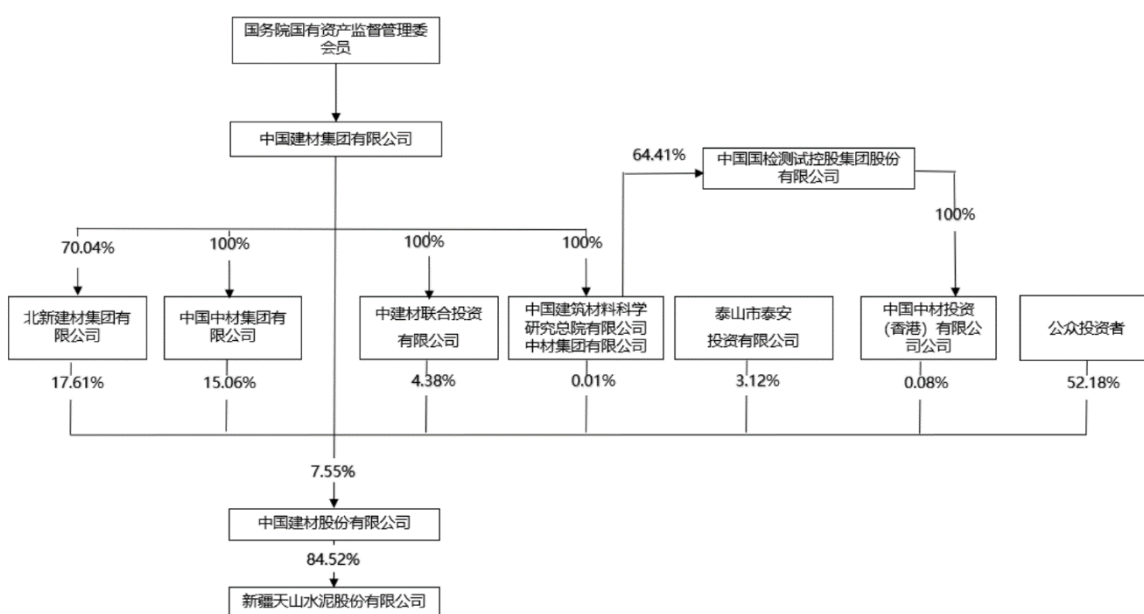 国务院国有资产监督管理委
会员
中国建材集团有限公司
64.41%
中国国检测试控股集团股份
有限公司
100%
70.04%
100%
100%
100%
北新建材集团有
限公司
中国中材集团有
限公司
中建材联合投资
有限公司
中国建筑材料科学
研究总院有限公司
中材集团有限公司
泰山市泰安
投资有限公司
中国中材投资
（香港）有限公
司公司
公众投资者
17.61%
15.06%
4.38%
0.01%
3.12%
0.08%
52.18%
7.55%
中国建材股份有限公司
84.52%
新疆天山水泥股份有限公司